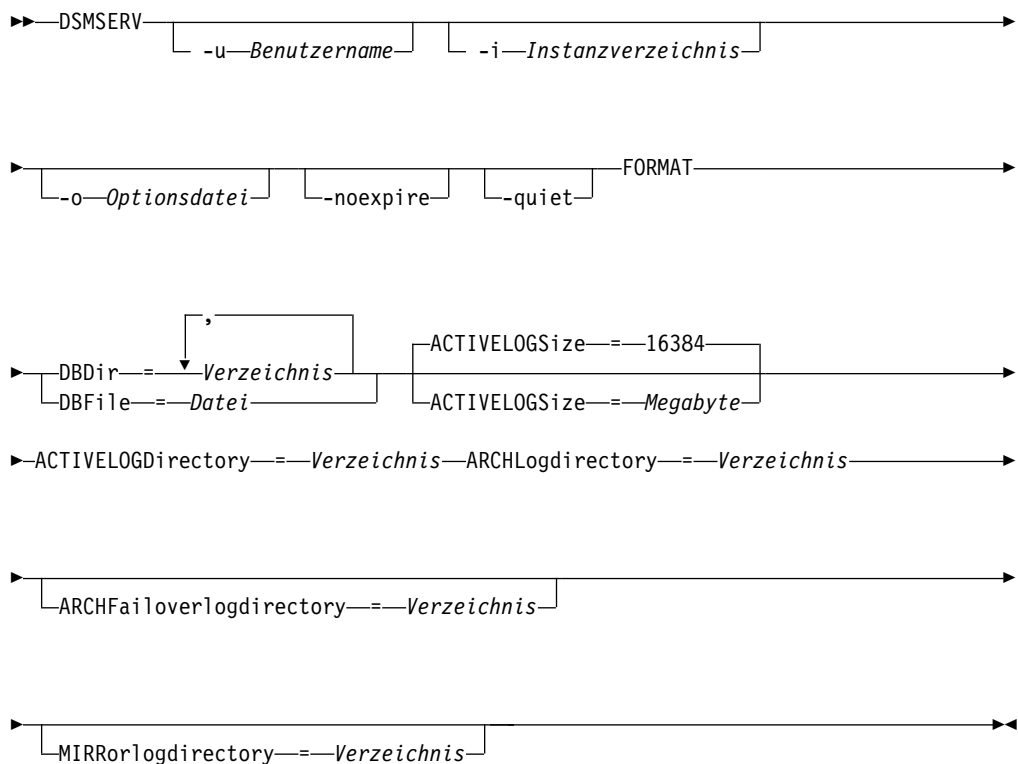 DSMSERV
-u Benutzername -i Instanzverzeichnis
FORMAT
-o Optionsdatei -noexpire -quiet
,
ACTIVELOGSize = 16384
DBDir = Verzeichnis
DBFile = Datei ACTIVELOGSize = Megabyte
ACTIVELOGDirectory = Verzeichnis ARCHLogdirectory = Verzeichnis
ARCHFailoverlogdirectory = Verzeichnis
MIRRorlogdirectory = Verzeichnis